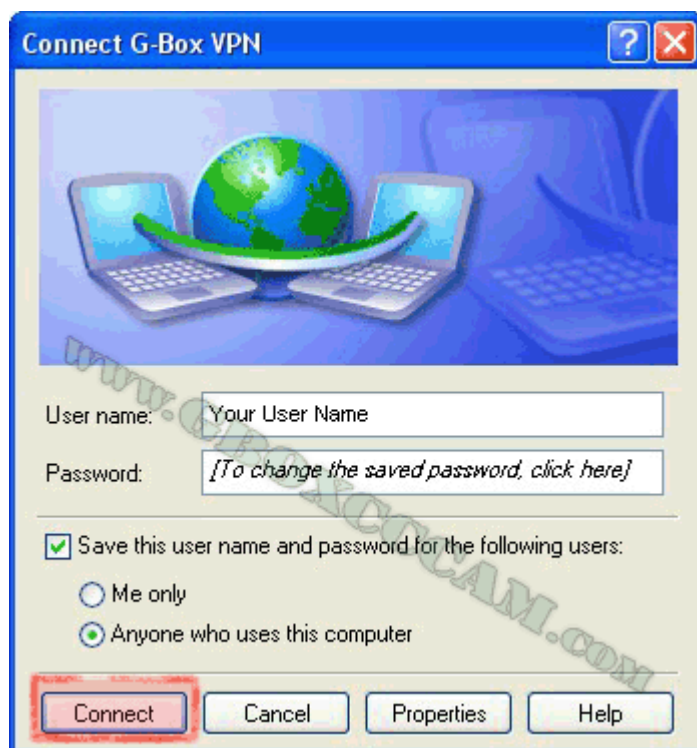 Connect G-Box VPN
?
www.GBOXCCCAM.com
User name:
Your User Name
Password:
[To change the saved password, click here]
Save this user name and password for the following users:
Me only
Anyone who uses this computer
Connect
Cancel
Properties
Help